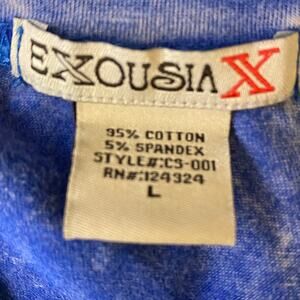 EXOUSIA X
95% COTTON
5% SPANDEX
STYLE#:CS-001
RN#:124324
L